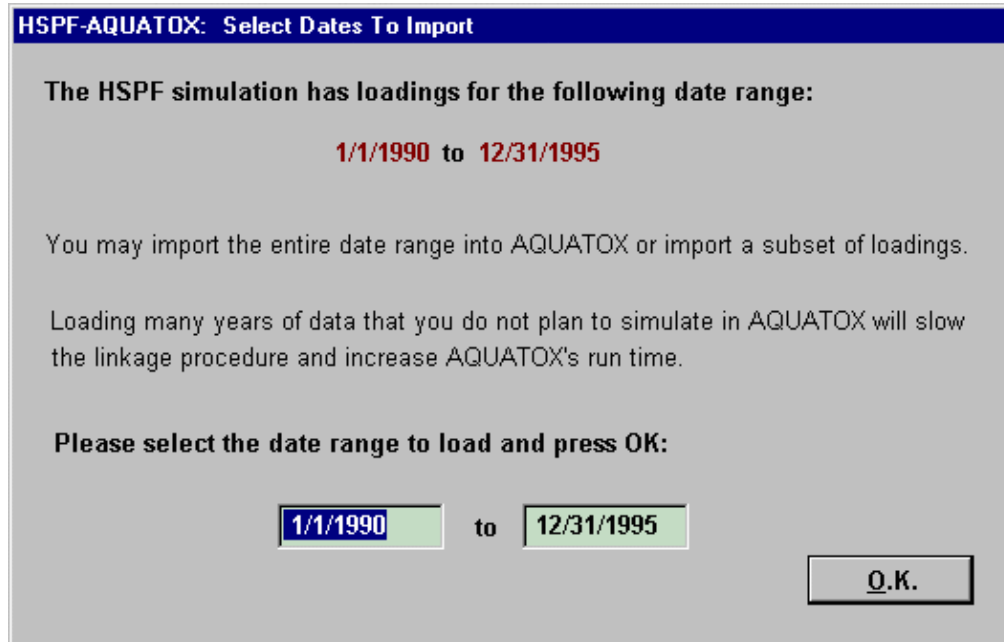 HSPF-AQUATOX: Select Dates To Import
The HSPF simulation has loadings for the following date range:
1/1/1990 to 12/31/1995
You may import the entire date range into AQUATOX or import a subset of loadings.
Loading many years of data that you do not plan to simulate in AQUATOX will slow
the linkage procedure and increase AQUATOX's run time.
Please select the date range to load and press OK:
1/1/1990 to 12/31/1995
O.K.